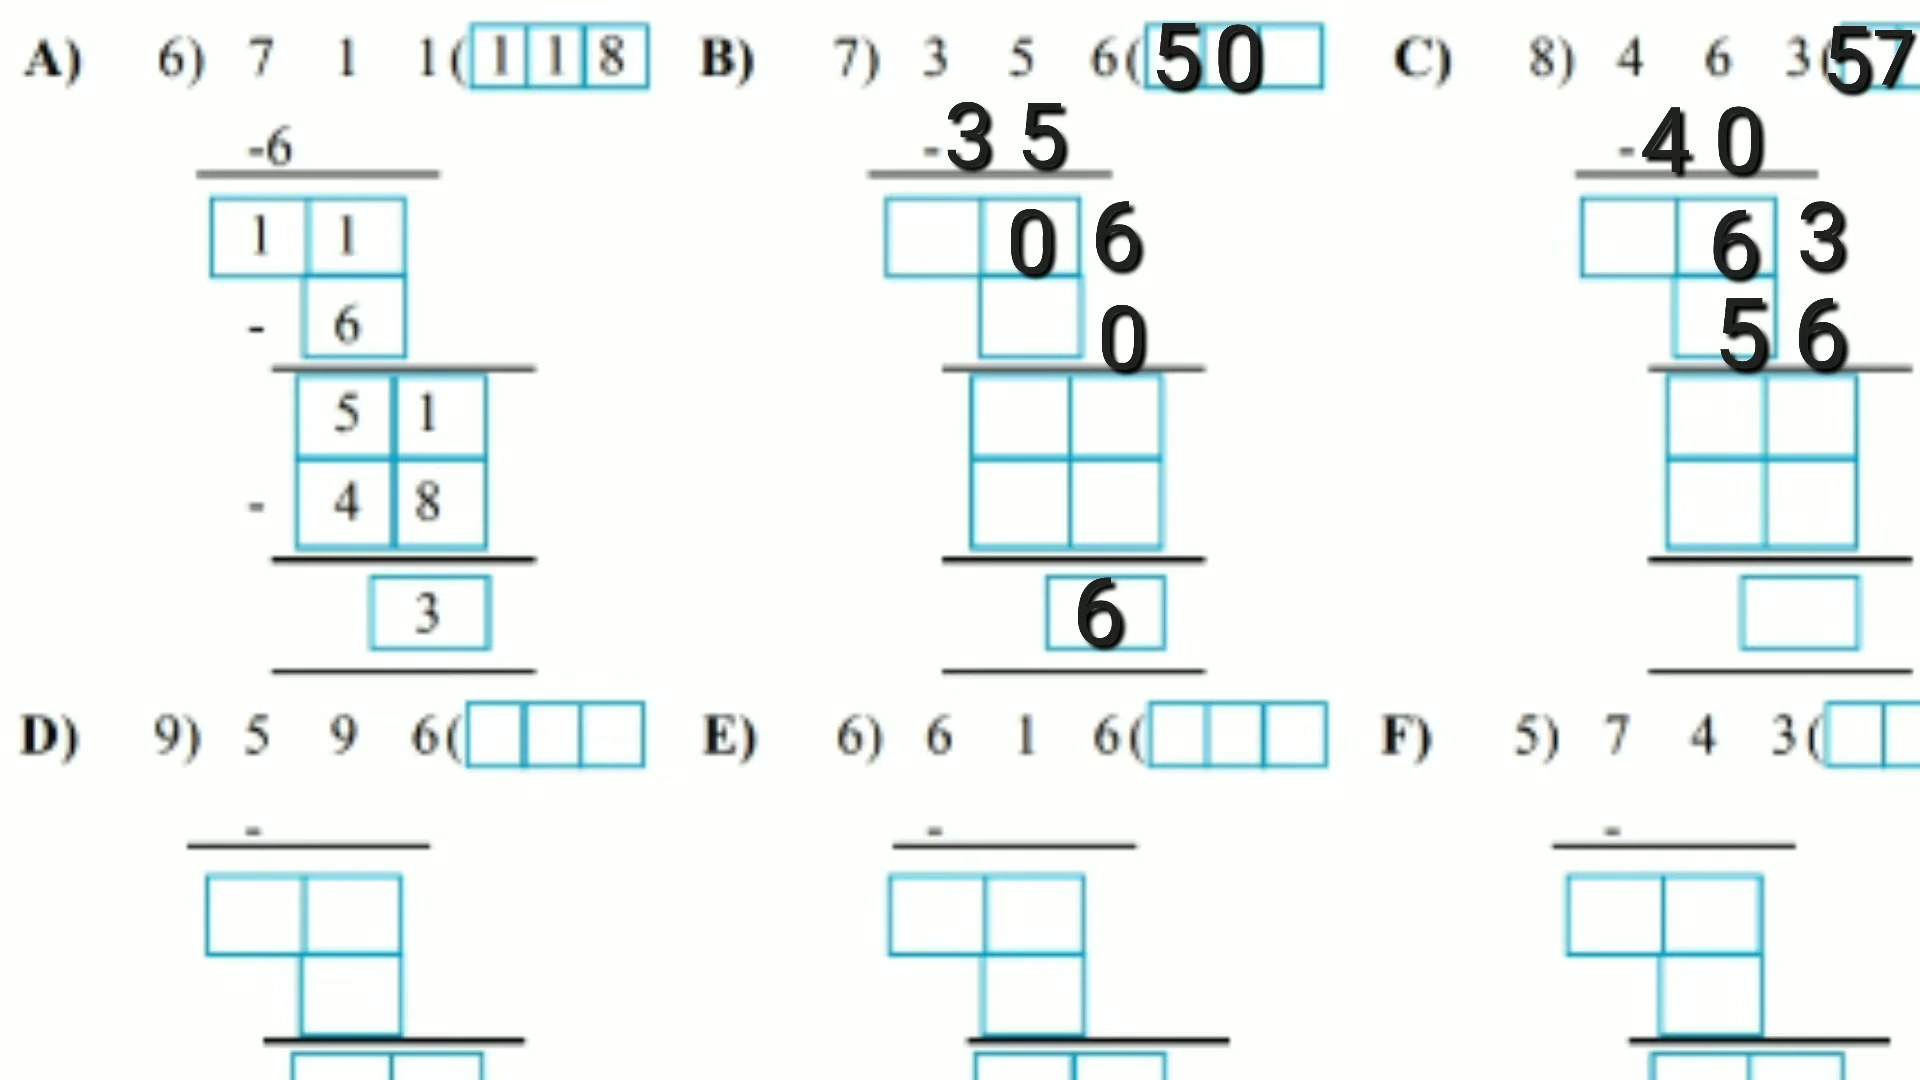 A) 6) 7 1 1 ( 1 1 8
-6
1 1
- 6
5 1
- 4 8
3
B) 7) 3 5 6 ( 5 0
- 3 5
0 6
0
6
C) 8) 4 6 3 ( 5 7
- 4 0
6 3
5 6
D) 9) 5 9 6 (
-
E) 6) 6 1 6 (
-
F) 5) 7 4 3 (
-